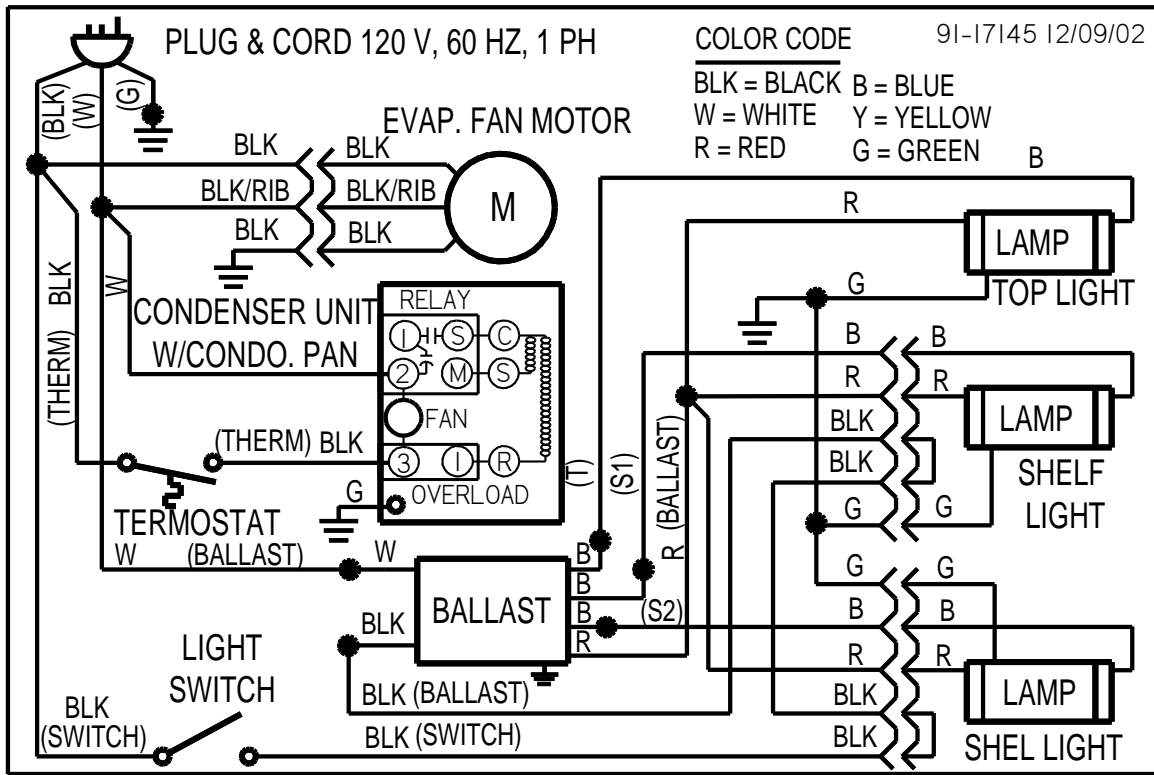 PLUG & CORD 120 V, 60 HZ, 1 PH
COLOR CODE
91-17145 12/09/02
BLK = BLACK
B = BLUE
W = WHITE
Y = YELLOW
R = RED
G = GREEN
(BLK)
(W)
(G)
EVAP. FAN MOTOR
BLK
BLK
BLK/RIB
BLK/RIB
BLK
BLK
M
B
R
LAMP
G
TOP LIGHT
(THERM) BLK
W
CONDENSER UNIT
W/CONDO. PAN
RELAY
1
S
C
2
M
S
FAN
3
1
R
OVERLOAD
(THERM) BLK
G
TERMOSTAT
(T)
(S1)
R (BALLAST)
B
B
R
R
LAMP
BLK
BLK
SHELF
LIGHT
G
G
W
(BALLAST)
W
BALLAST
B
B
B
R
(S2)
BLK
BLK (BALLAST)
G
G
B
B
R
R
LAMP
BLK
BLK
SHEL LIGHT
LIGHT
SWITCH
BLK
(SWITCH)
BLK (SWITCH)